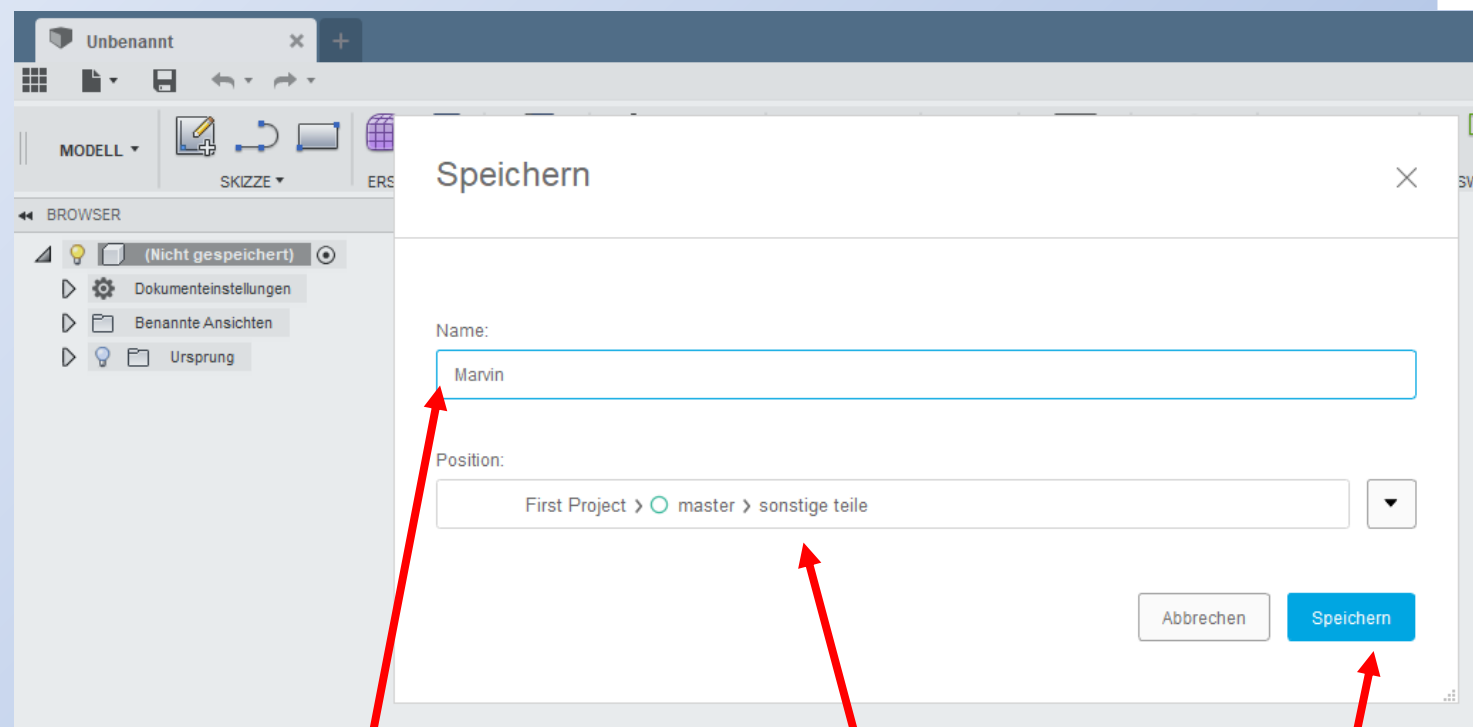 Unbenannt
MODELL
SKIZZE
ERS
SW
BROWSER
(Nicht gespeichert)
Dokumenteinstellungen
Benannte Ansichten
Ursprung
Speichern
Name:
Marvin
Position:
First Project > master > sonstige teile
Abbrechen Speichern